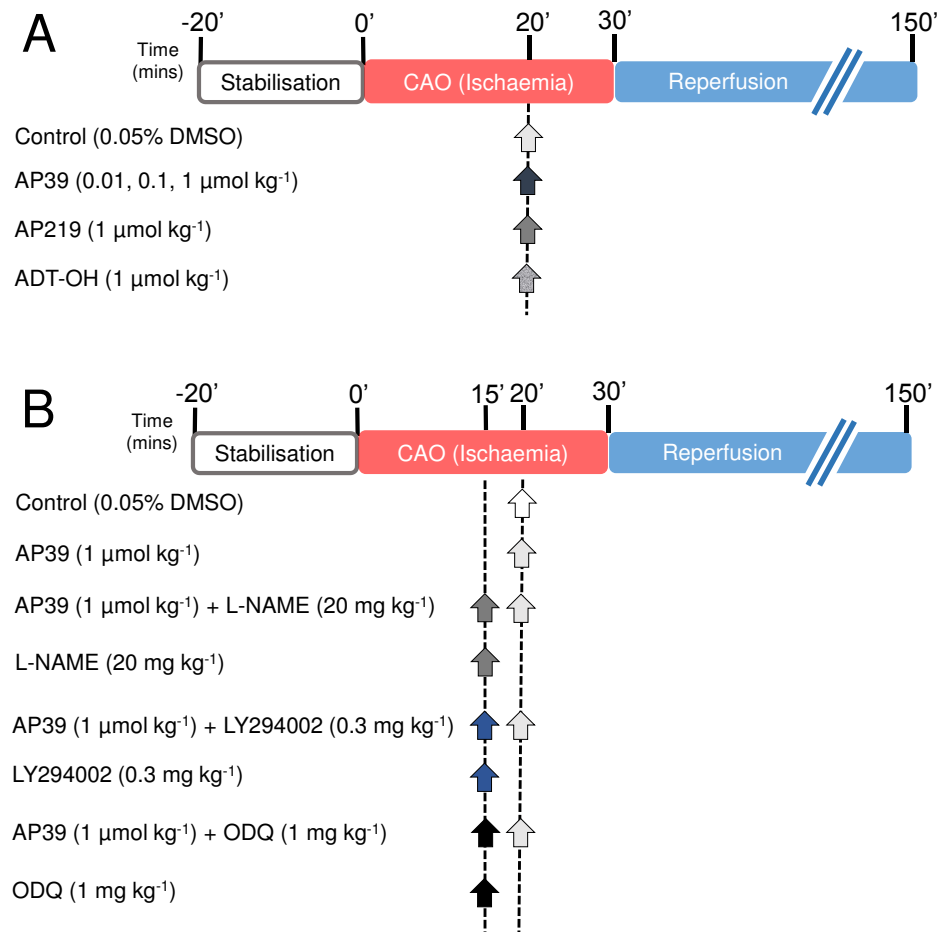 A
-20’ 0’ 20’ 30’ 150’
Time
(mins)
Stabilisation CAO (Ischaemia) Reperfusion
Control (0.05% DMSO)
AP39 (0.01, 0.1, 1 µmol kg⁻¹)
AP219 (1 µmol kg⁻¹)
ADT-OH (1 µmol kg⁻¹)
B
-20’ 0’ 15’ 20’ 30’ 150’
Time
(mins)
Stabilisation CAO (Ischaemia) Reperfusion
Control (0.05% DMSO)
AP39 (1 µmol kg⁻¹)
AP39 (1 µmol kg⁻¹) + L-NAME (20 mg kg⁻¹)
L-NAME (20 mg kg⁻¹)
AP39 (1 µmol kg⁻¹) + LY294002 (0.3 mg kg⁻¹)
LY294002 (0.3 mg kg⁻¹)
AP39 (1 µmol kg⁻¹) + ODQ (1 mg kg⁻¹)
ODQ (1 mg kg⁻¹)